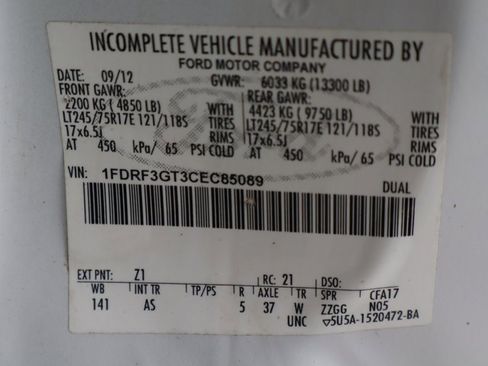 INCOMPLETE VEHICLE MANUFACTURED BY
FORD MOTOR COMPANY
DATE: 09/12 GVWR: 6033 KG (13300 LB)
FRONT GAWR: REAR GAWR:
2200 KG (4850 LB) WITH 4423 KG (9750 LB) WITH
LT245/75R17E 121/118S TIRES LT245/75R17E 121/118S TIRES
17x6.5J RIMS 17x6.5J RIMS
AT 450 kPa/ 65 PSI COLD AT 450 kPa/ 65 PSI COLD
VIN: 1FDRF3GT3CEC85089 DUAL
EXT PNT: Z1 RC: 21 DSO:
WB INT TR TP/PS R AXLE TR SPR CFA17
141 AS 5 37 W ZZGG N05
UNC ▽5U5A-1520472-BA